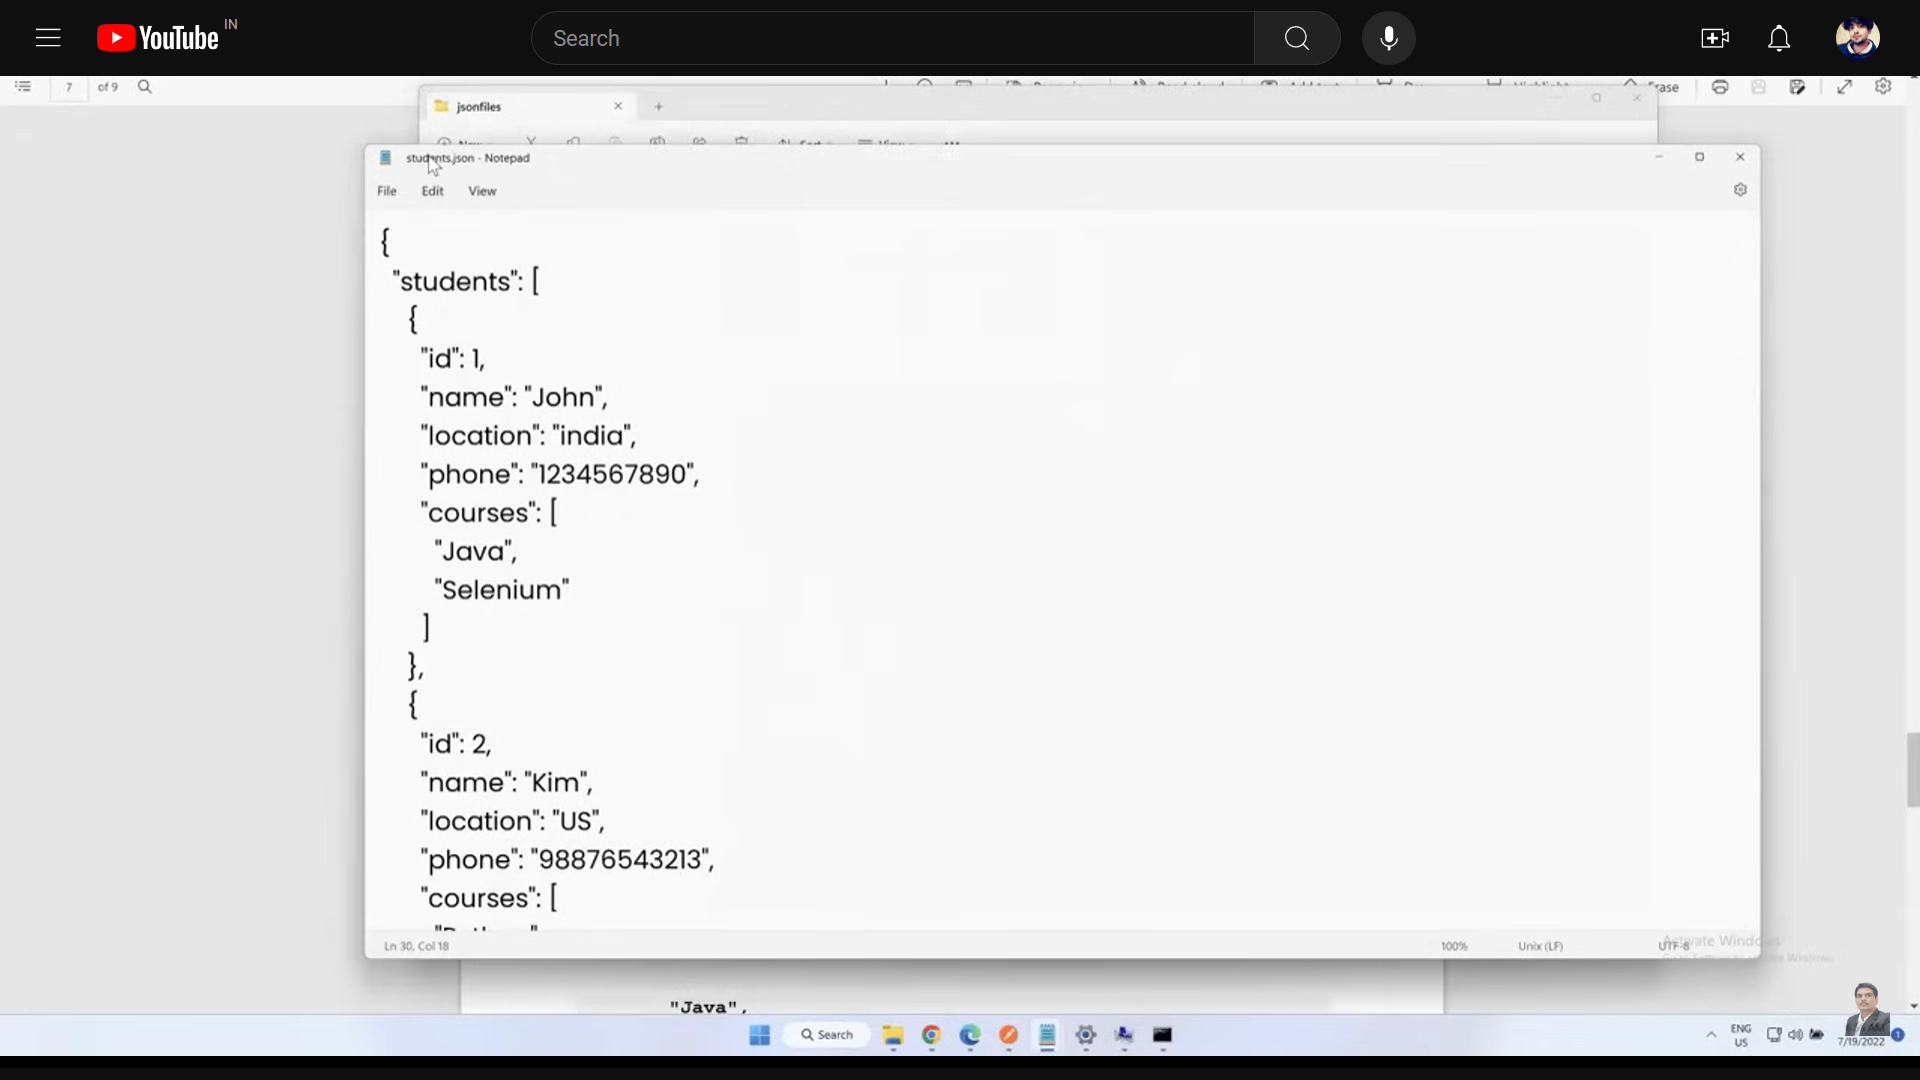 YouTube IN
Search
7 of 9
Erase
jsonfiles
students.json - Notepad
File Edit View
{
"students": [
{
"id": 1,
"name": "John",
"location": "india",
"phone": "1234567890",
"courses": [
"Java",
"Selenium"
]
},
{
"id": 2,
"name": "Kim",
"location": "US",
"phone": "98876543213",
"courses": [
Ln 30, Col 18
100%
Unix (LF)
UTF-8
Activate Windows
"Java",
Search
ENG
US
7/19/2022
1